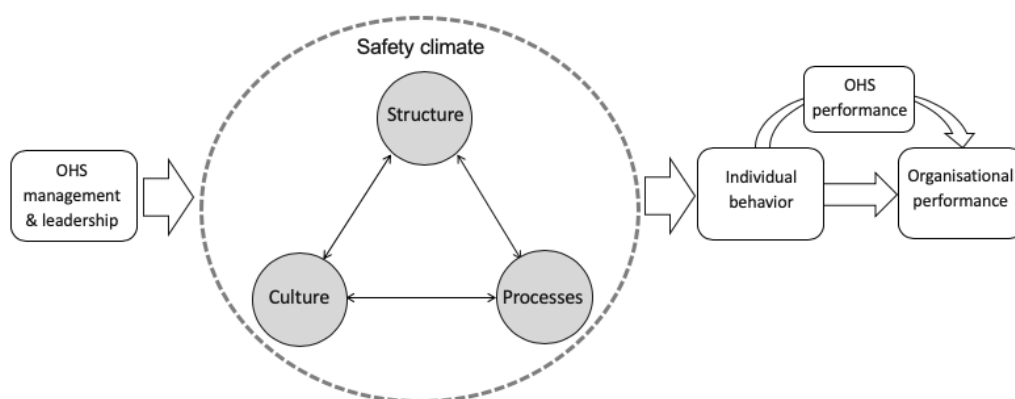 Safety climate
Structure
Culture
Processes
OHS
management
& leadership
Individual
behavior
OHS
performance
Organisational
performance